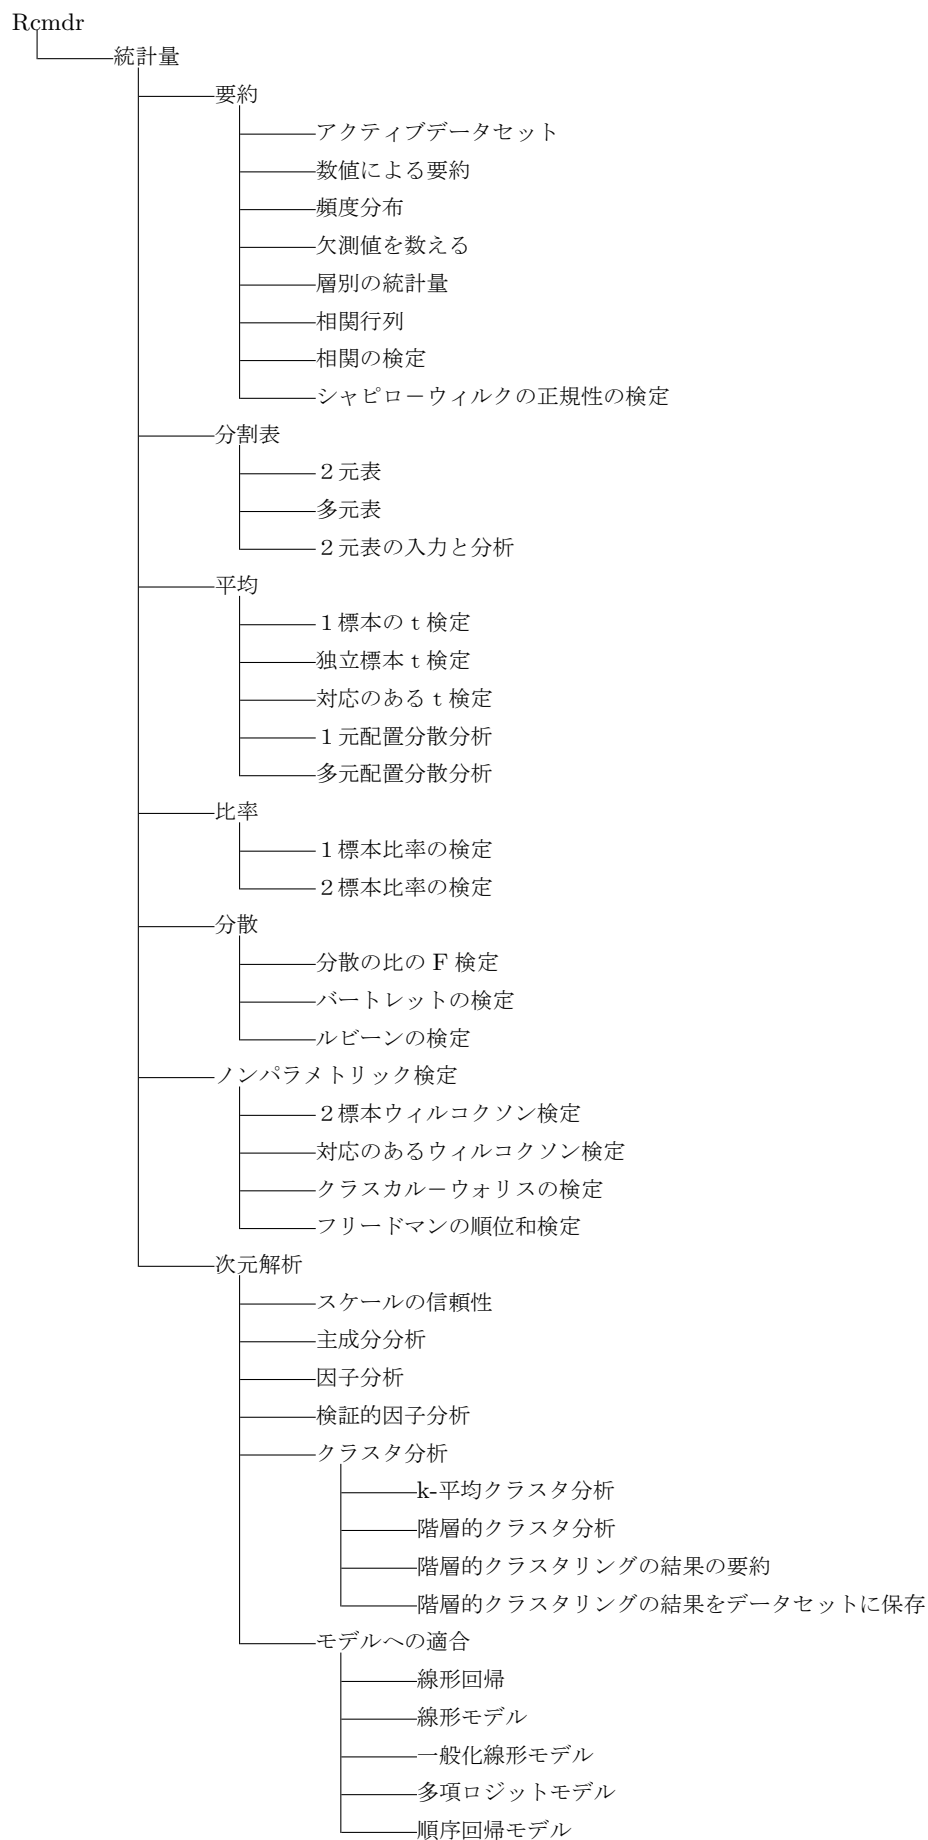 Rcmdr
統計量
要約
アクティブデータセット
数値による要約
頻度分布
欠測値を数える
層別の統計量
相関行列
相関の検定
シャピロ－ウィルクの正規性の検定
分割表
２元表
多元表
２元表の入力と分析
平均
１標本の t 検定
独立標本 t 検定
対応のある t 検定
１元配置分散分析
多元配置分散分析
比率
１標本比率の検定
２標本比率の検定
分散
分散の比の F 検定
バートレットの検定
ルビーンの検定
ノンパラメトリック検定
２標本ウィルコクソン検定
対応のあるウィルコクソン検定
クラスカル－ウォリスの検定
フリードマンの順位和検定
次元解析
スケールの信頼性
主成分分析
因子分析
検証的因子分析
クラスタ分析
k-平均クラスタ分析
階層的クラスタ分析
階層的クラスタリングの結果の要約
階層的クラスタリングの結果をデータセットに保存
モデルへの適合
線形回帰
線形モデル
一般化線形モデル
多項ロジットモデル
順序回帰モデル